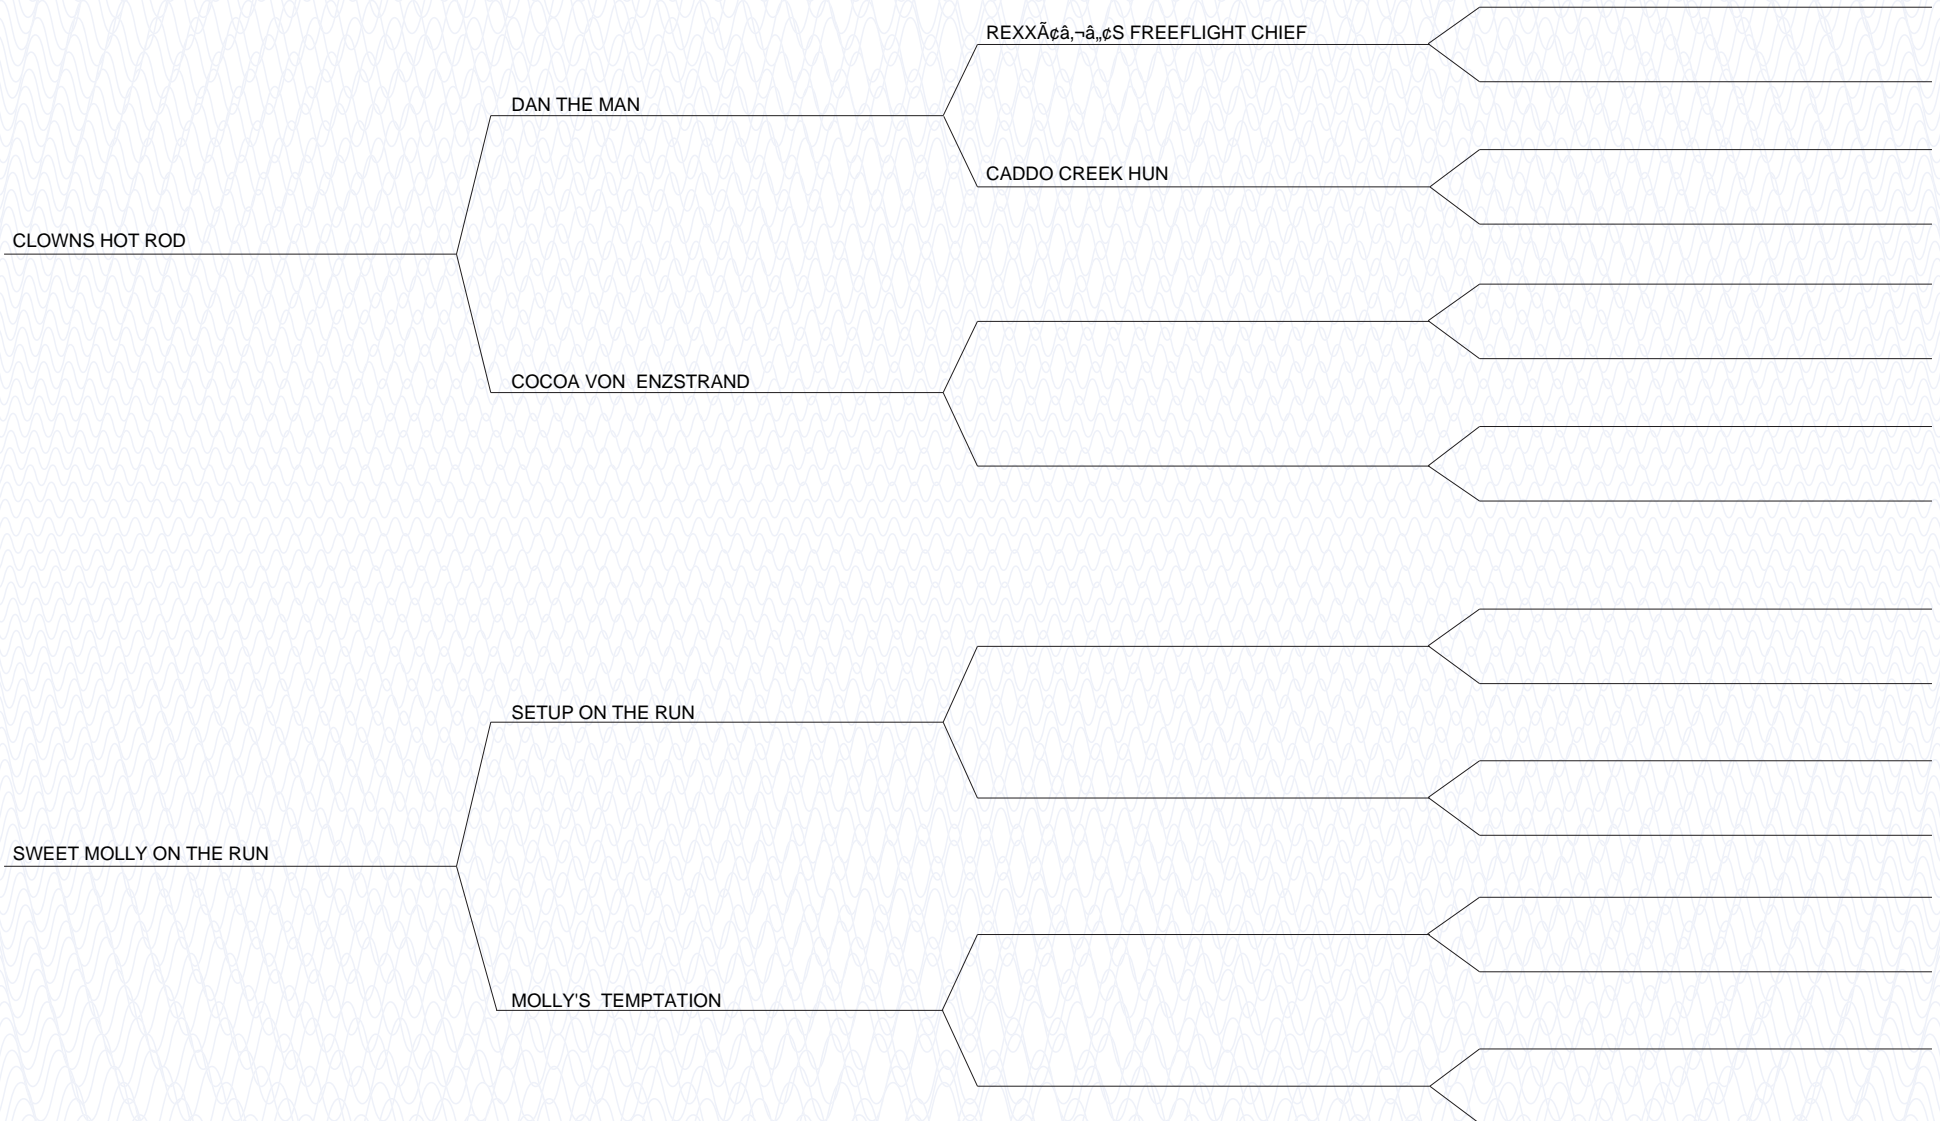 REXXÃ¢â‚¬â„¢S FREEFLIGHT CHIEF
DAN THE MAN
CADDO CREEK HUN
CLOWNS HOT ROD
COCOA VON  ENZSTRAND
SETUP ON THE RUN
SWEET MOLLY ON THE RUN
MOLLY'S  TEMPTATION